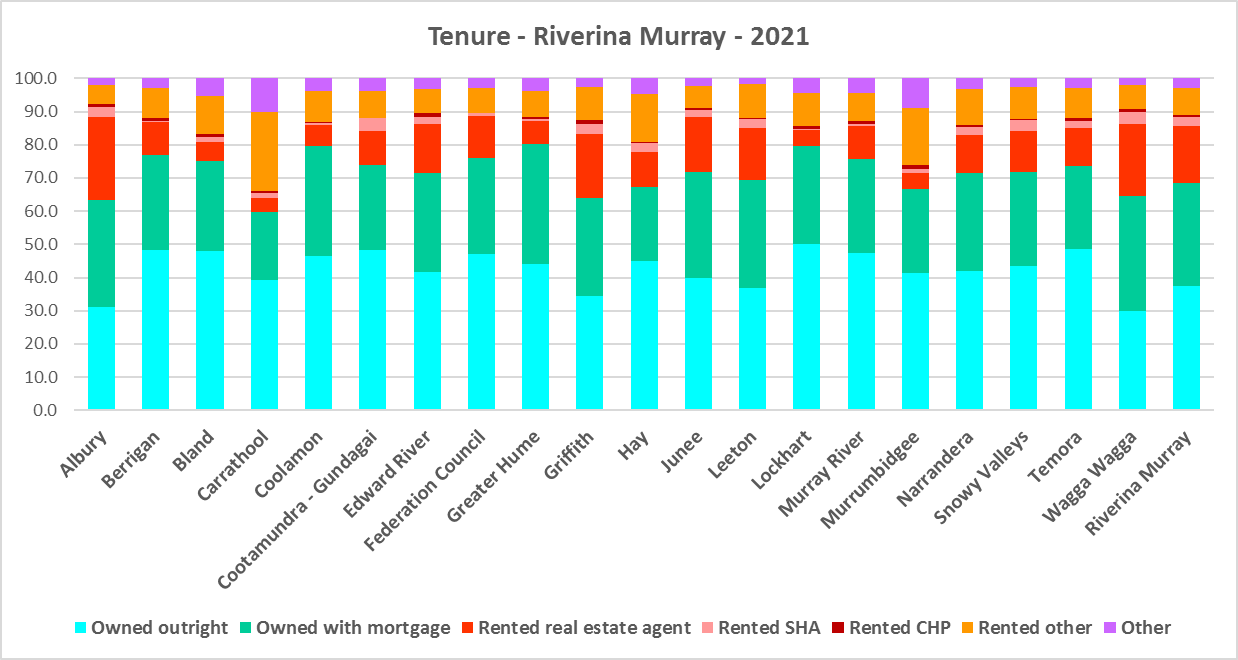 Tenure - Riverina Murray - 2021
100.0
90.0
80.0
70.0
60.0
50.0
40.0
30.0
20.0
10.0
0.0
Albury
Berrigan
Bland
Carrathool
Coolamon
Cootamundra - Gundagai
Edward River
Federation Council
Greater Hume
Griffith
Hay
Junee
Leeton
Lockhart
Murray River
Murrumbidgee
Narrandera
Snowy Valleys
Temora
Wagga Wagga
Riverina Murray
Owned outright Owned with mortgage Rented real estate agent Rented SHA Rented CHP Rented other Other